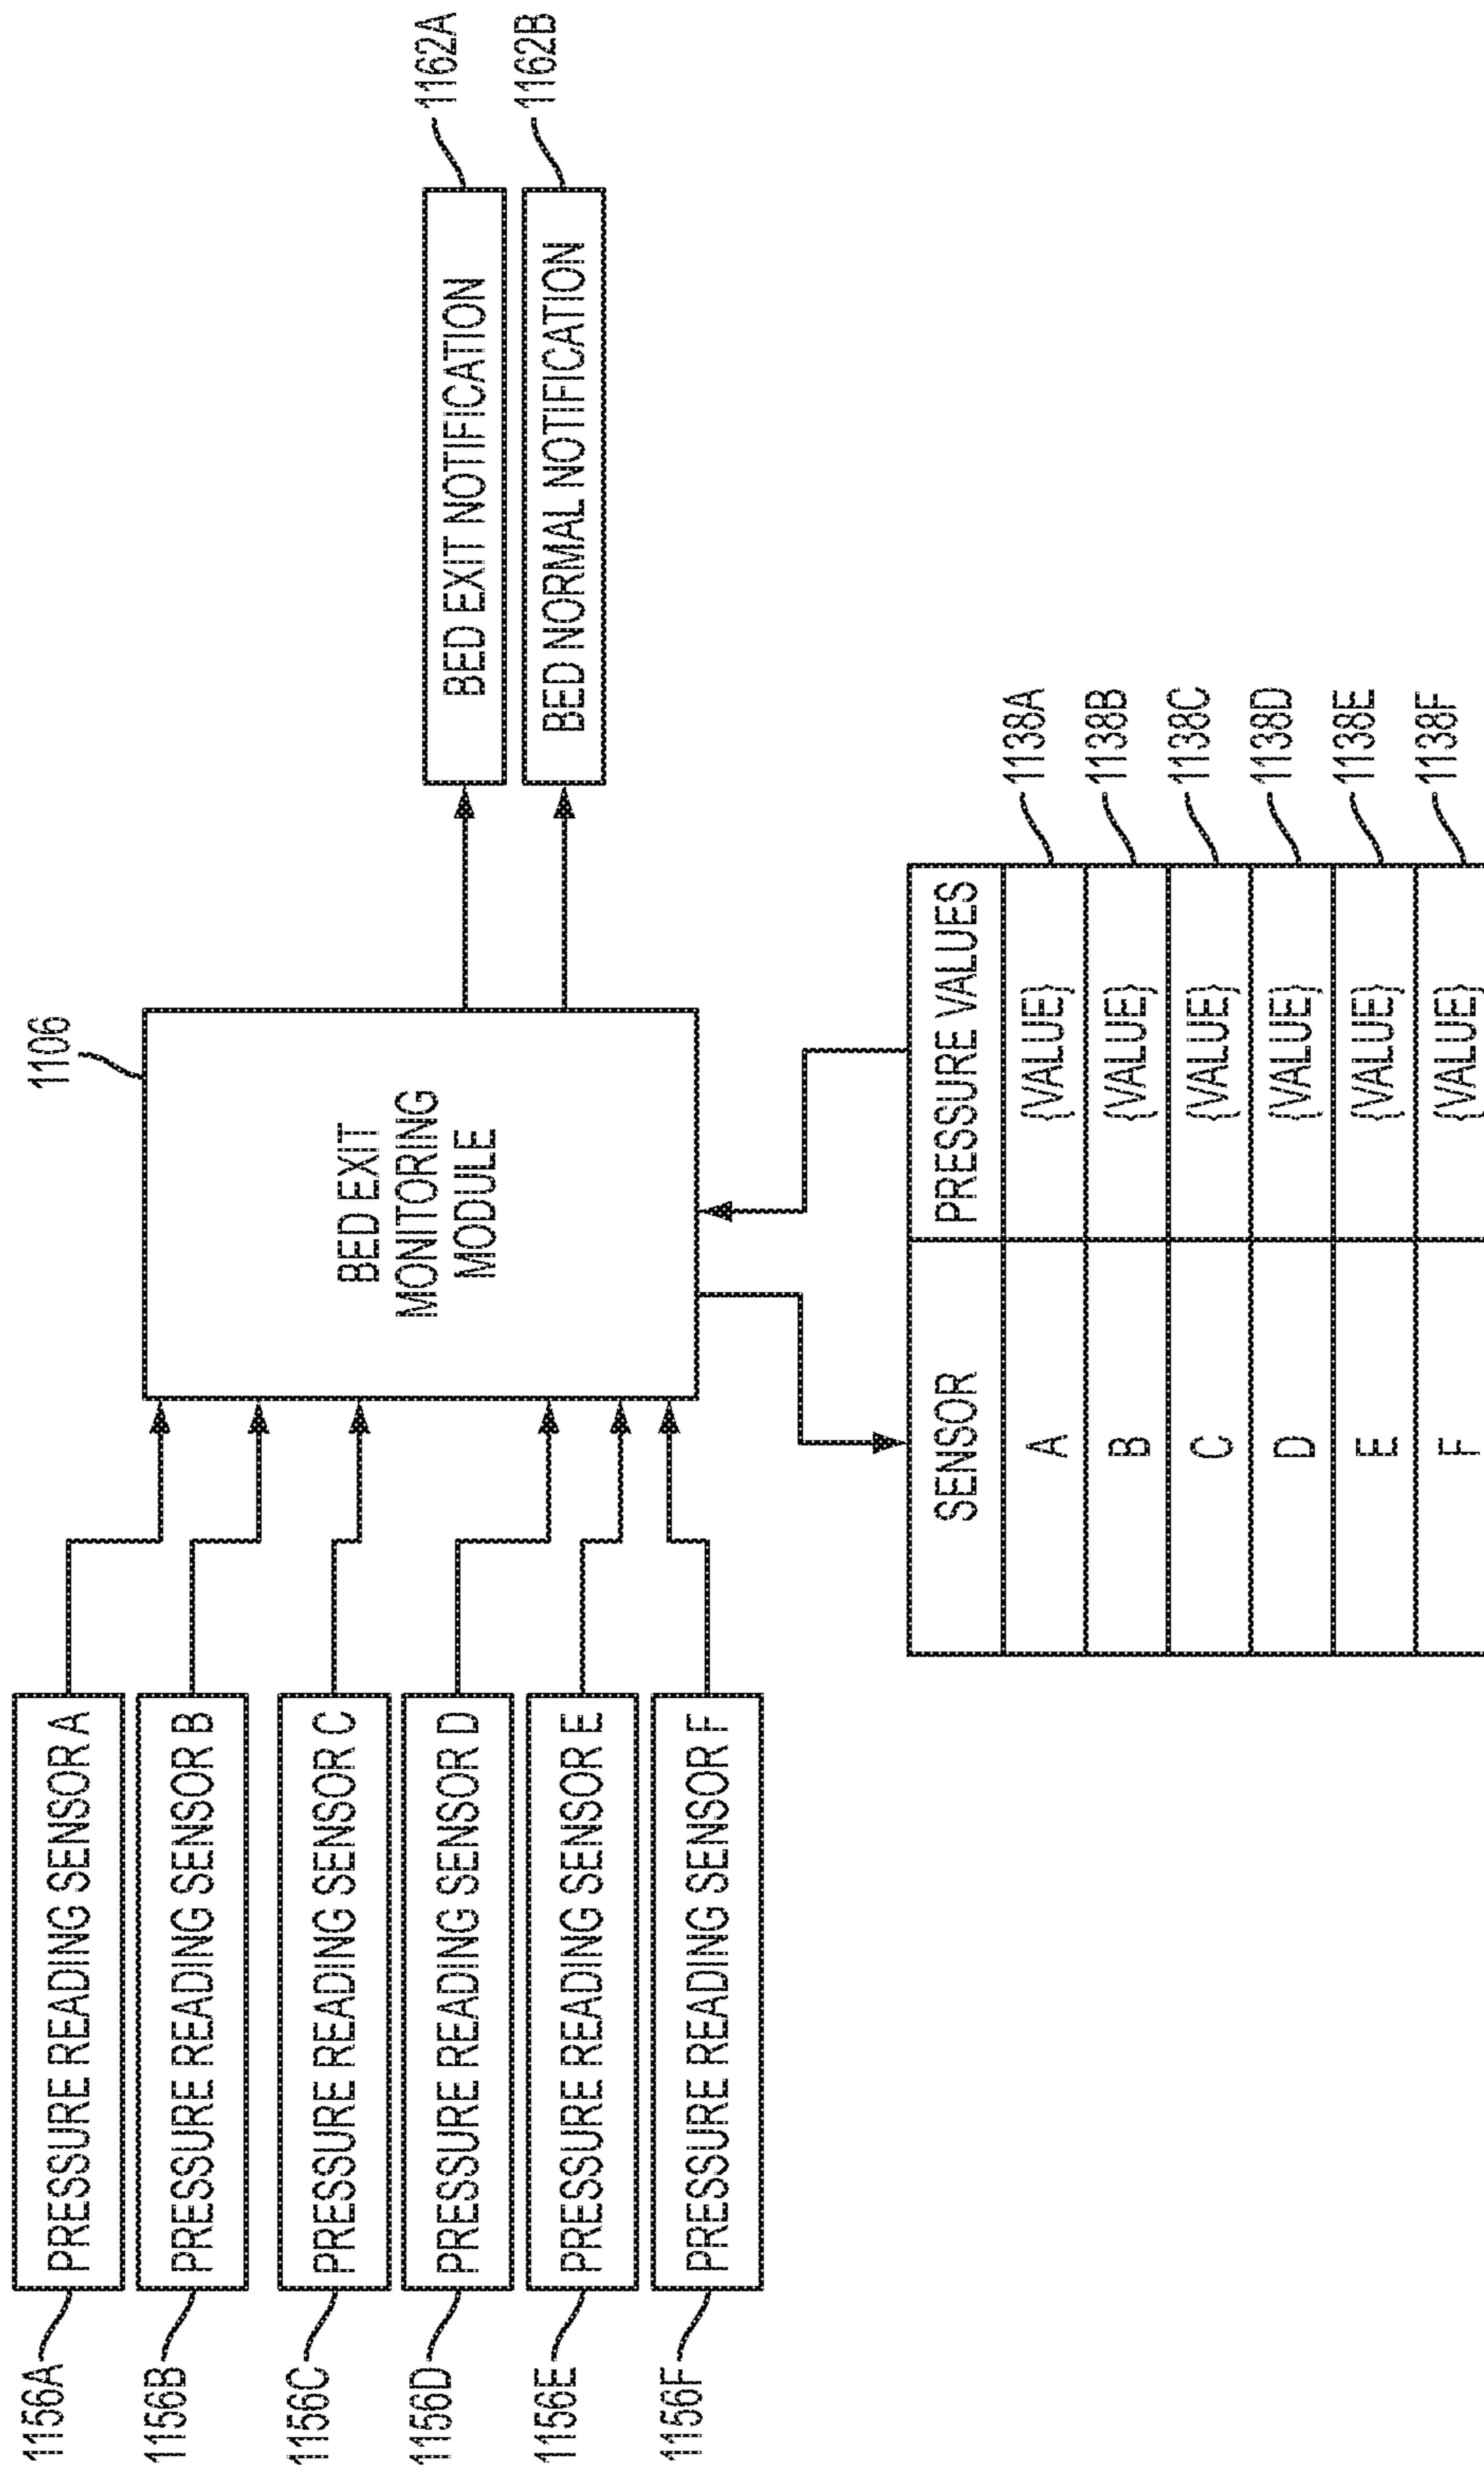 1156A
PRESSURE READING SENSOR A
1156B
PRESSURE READING SENSOR B
1156C
PRESSURE READING SENSOR C
1156D
PRESSURE READING SENSOR D
1156E
PRESSURE READING SENSOR E
1156F
PRESSURE READING SENSOR F
1106
BED EXIT
MONITORING
MODULE
1162A
BED EXIT NOTIFICATION
1162B
BED NORMAL NOTIFICATION
SENSOR PRESSURE VALUES
A {VALUE} 1138A
B {VALUE} 1138B
C {VALUE} 1138C
D {VALUE} 1138D
E {VALUE} 1138E
F {VALUE} 1138F